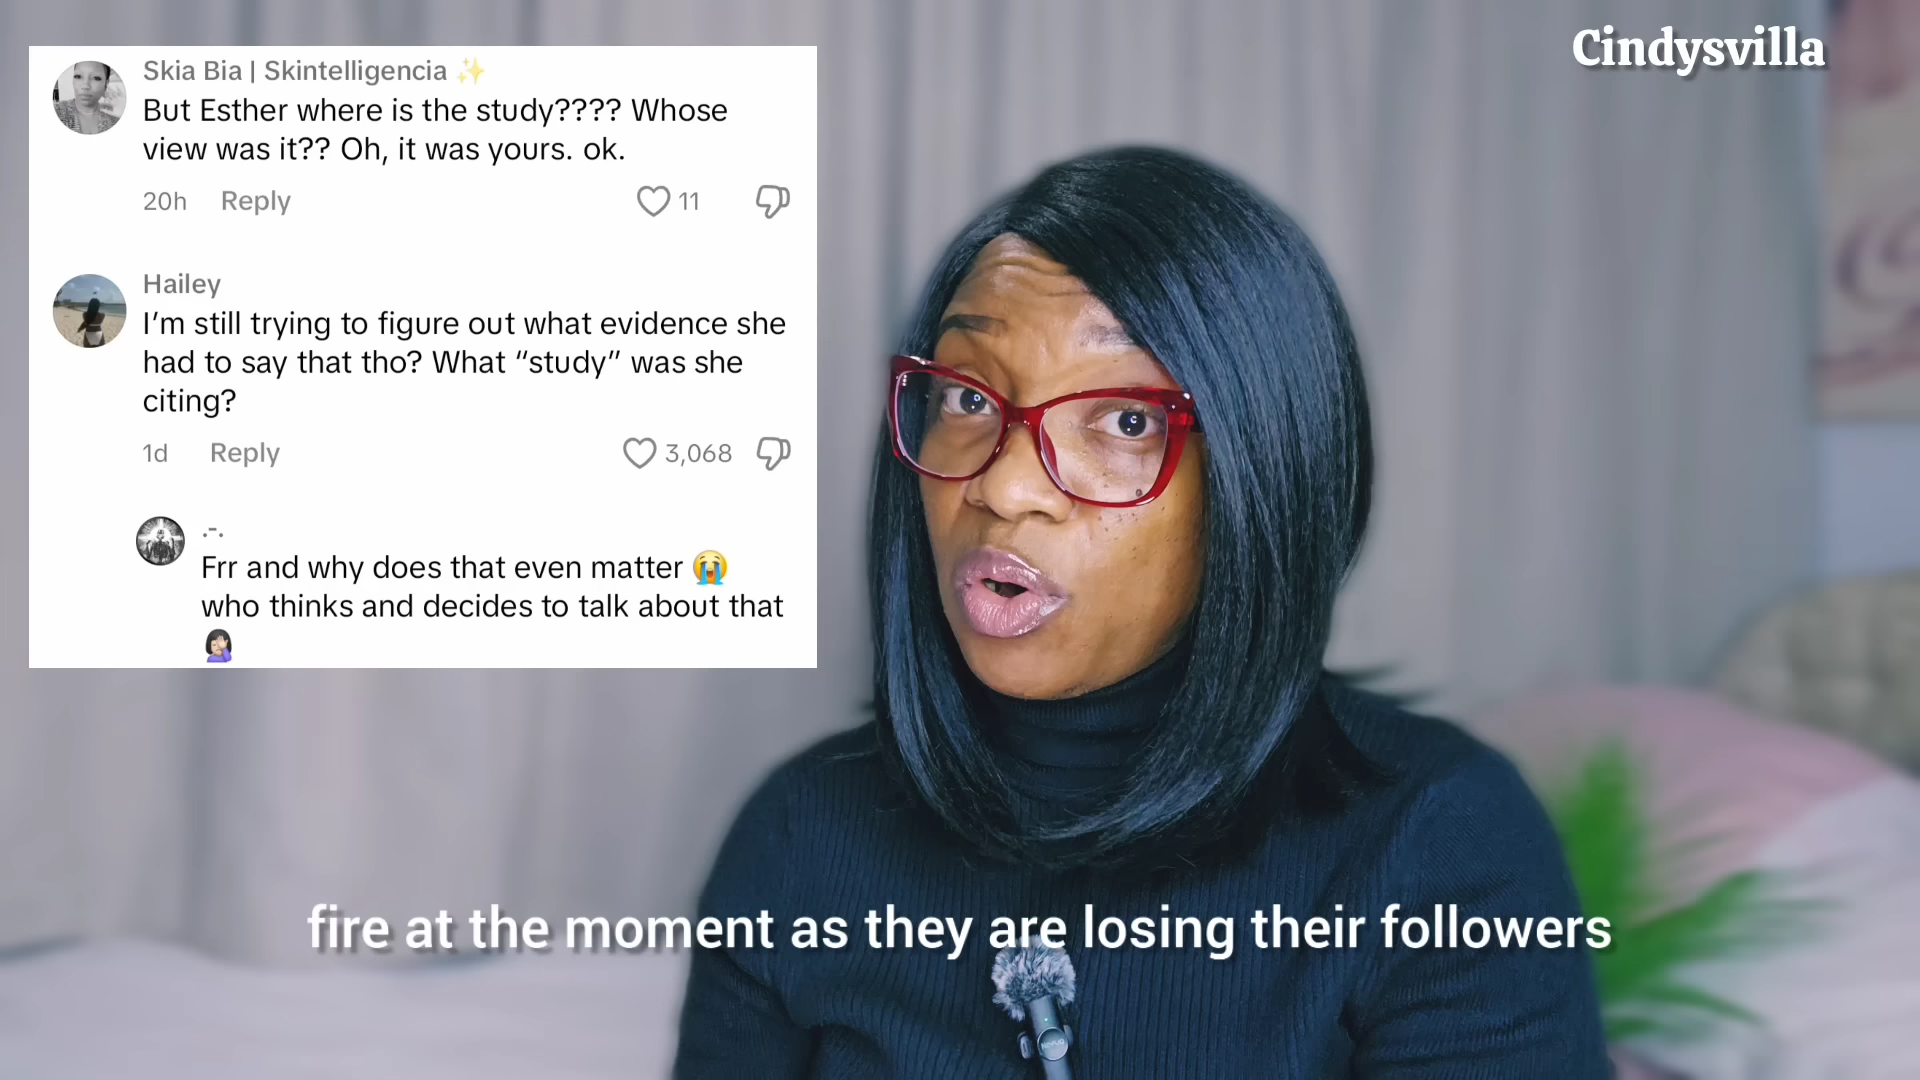 Cindysvilla
Skia Bia | Skintelligencia ✨
But Esther where is the study???? Whose
view was it?? Oh, it was yours. ok.
20h Reply 11
Hailey
I’m still trying to figure out what evidence she
had to say that tho? What “study” was she
citing?
1d Reply 3,068
.-.
Frr and why does that even matter 😭
who thinks and decides to talk about that
🤦🏻‍♀️
fire at the moment as they are losing their followers